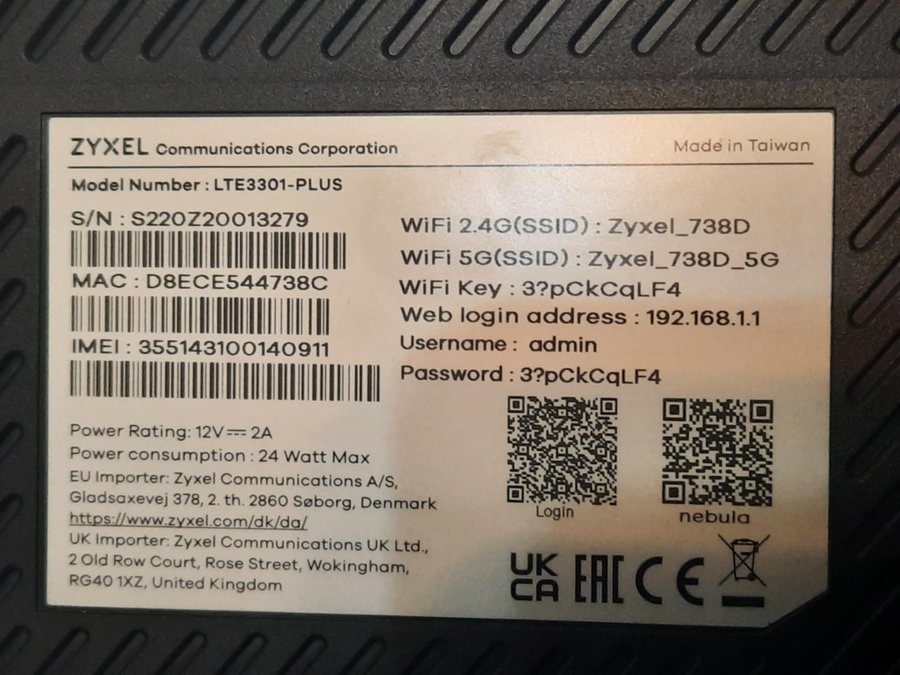 ZYXEL Communications Corporation
Made in Taiwan
Model Number : LTE3301-PLUS
S/N : S220Z20013279
MAC : D8ECE544738C
IMEI : 355143100140911
WiFi 2.4G(SSID) : Zyxel_738D
WiFi 5G(SSID) : Zyxel_738D_5G
WiFi Key : 3?pCkCqLF4
Web login address : 192.168.1.1
Username : admin
Password : 3?pCkCqLF4
Login
nebula
Power Rating: 12V⎓2A
Power consumption : 24 Watt Max
EU Importer: Zyxel Communications A/S,
Gladsaxevej 378, 2. th. 2860 Søborg, Denmark
https://www.zyxel.com/dk/da/
UK Importer: Zyxel Communications UK Ltd.,
2 Old Row Court, Rose Street, Wokingham,
RG40 1XZ, United Kingdom
UK
CA
EAC
CE